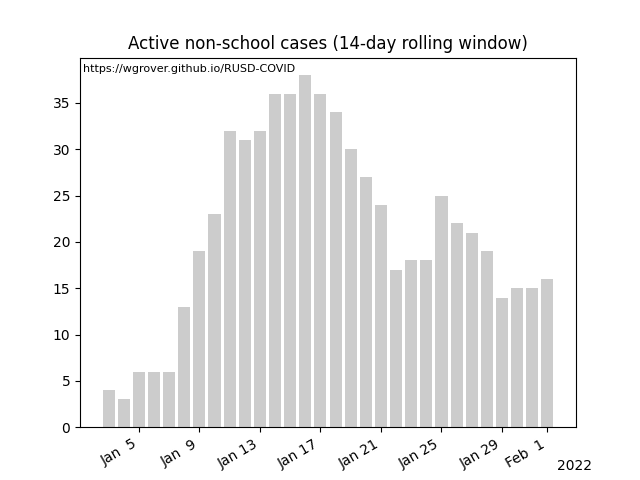 Active non-school cases (14-day rolling window)
https://wgrover.github.io/RUSD-COVID
35
30
25
20
15
10
5
0
Jan 5
Jan 9
Jan 13
Jan 17
Jan 21
Jan 25
Jan 29
Feb 1
2022